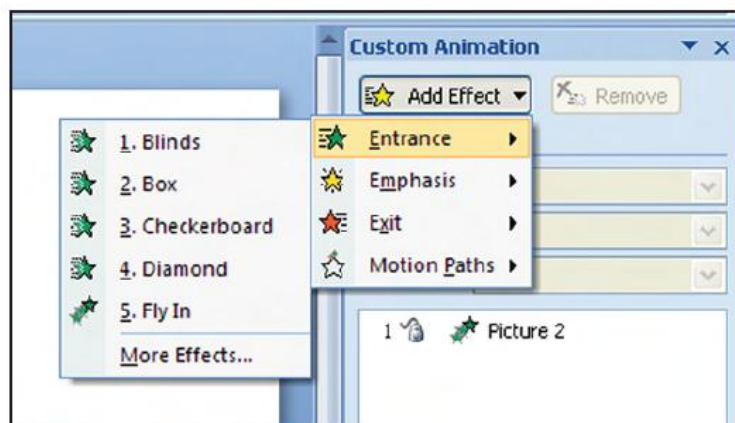 Custom Animation
Add Effect
Remove
Entrance
Emphasis
Exit
Motion Paths
1. Blinds
2. Box
3. Checkerboard
4. Diamond
5. Fly In
More Effects...
1 Picture 2